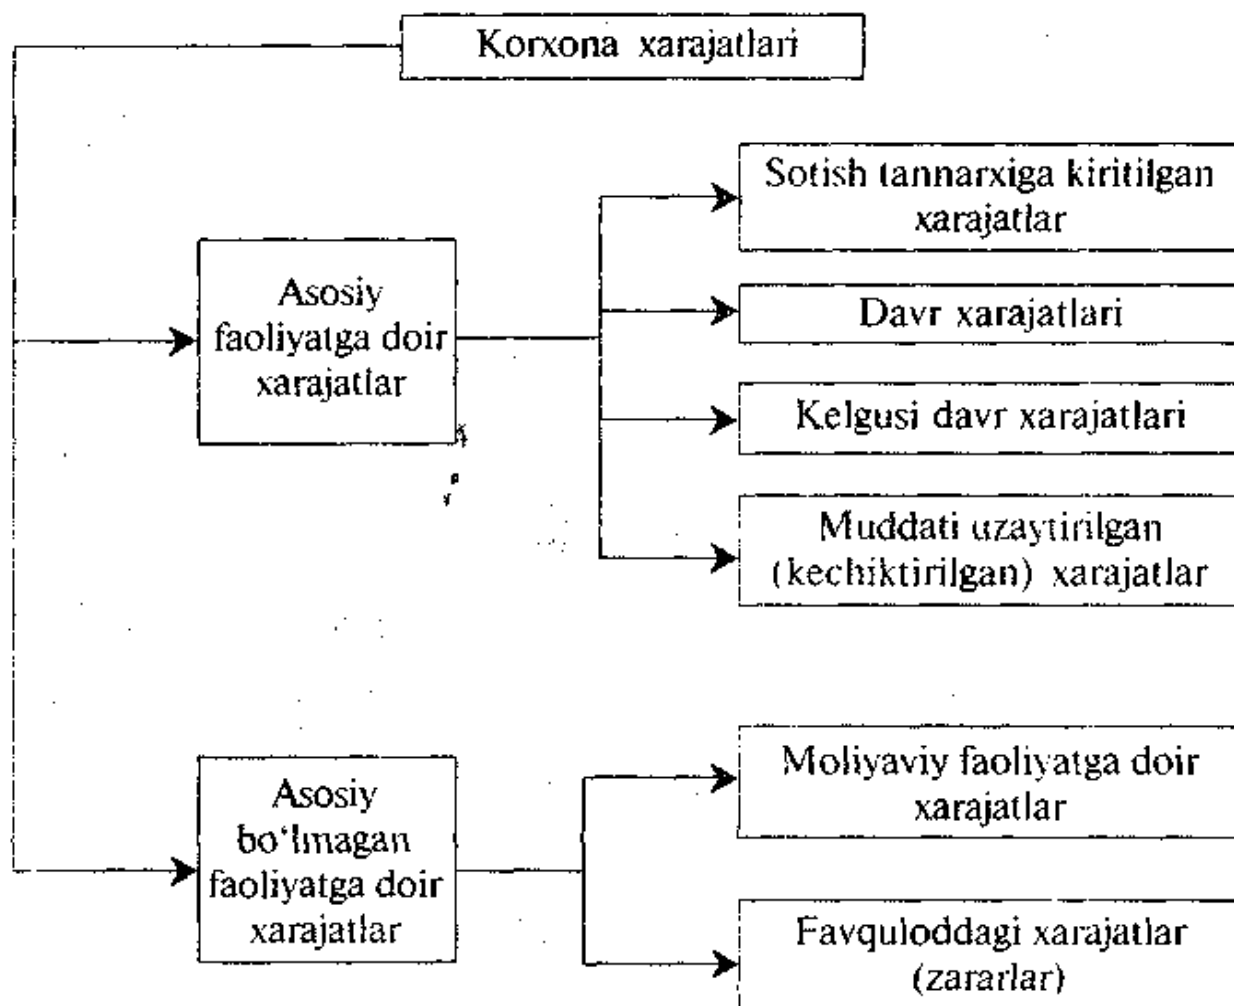 Korxona xarajatlari
Sotish tannarxiga kiritilgan
xarajatlar
Asosiy
faoliyatga doir
xarajatlar
Davr xarajatlari
Kelgusi davr xarajatlari
Muddati uzaytirilgan
(kechiktirilgan) xarajatlar
Asosiy
bo‘lmagan
faoliyatga doir
xarajatlar
Moliyaviy faoliyatga doir
xarajatlar
Favquloddagi xarajatlar
(zararlar)